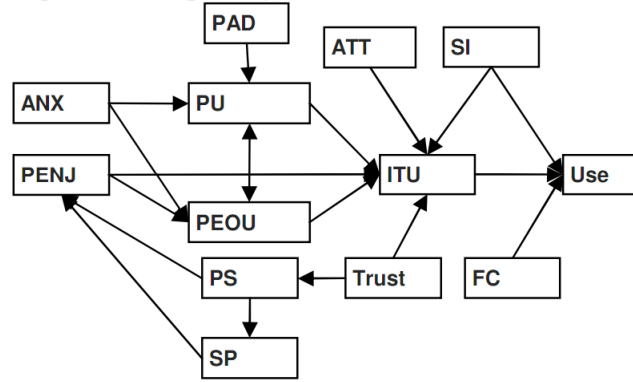 PAD
ATT
SI
ANX
PU
PENJ
ITU
Use
PEOU
PS
Trust
FC
SP